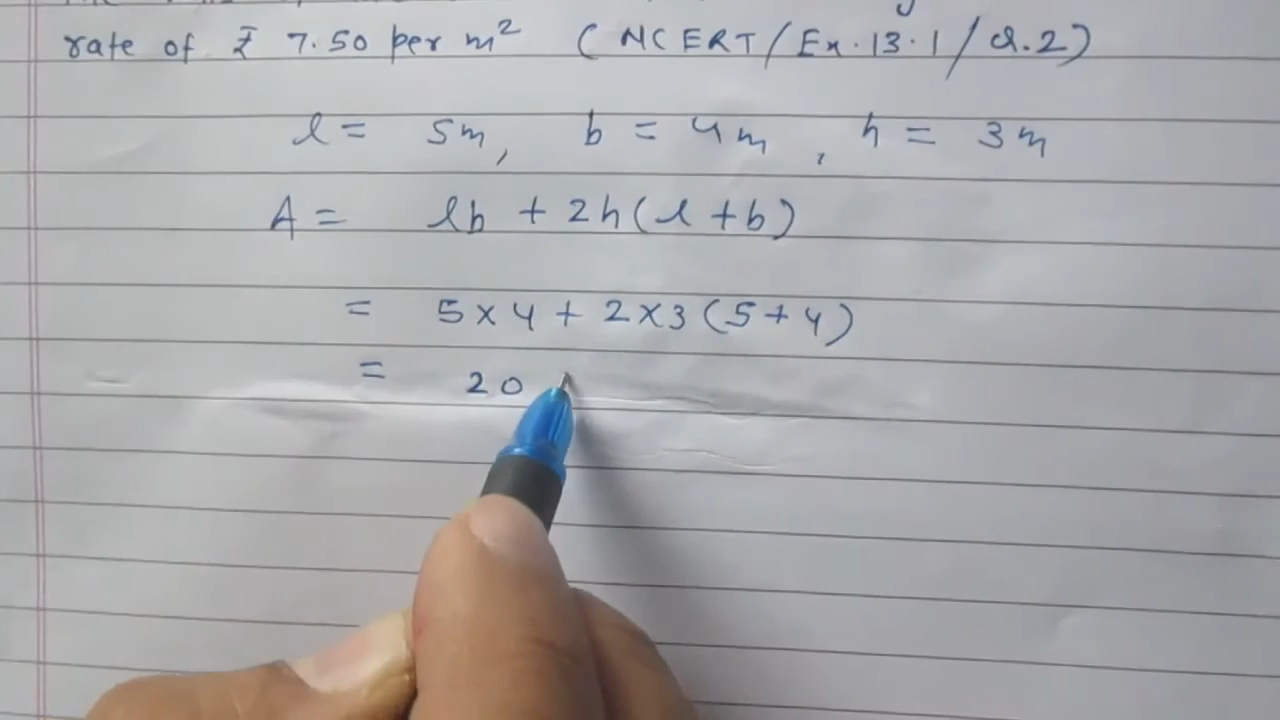 rate of ₹ 7.50 per m² (NCERT/Ex.13.1/Q.2)
l = 5m, b = 4m, h = 3m
A = lb + 2h(l+b)
= 5×4 + 2×3(5+4)
= 20